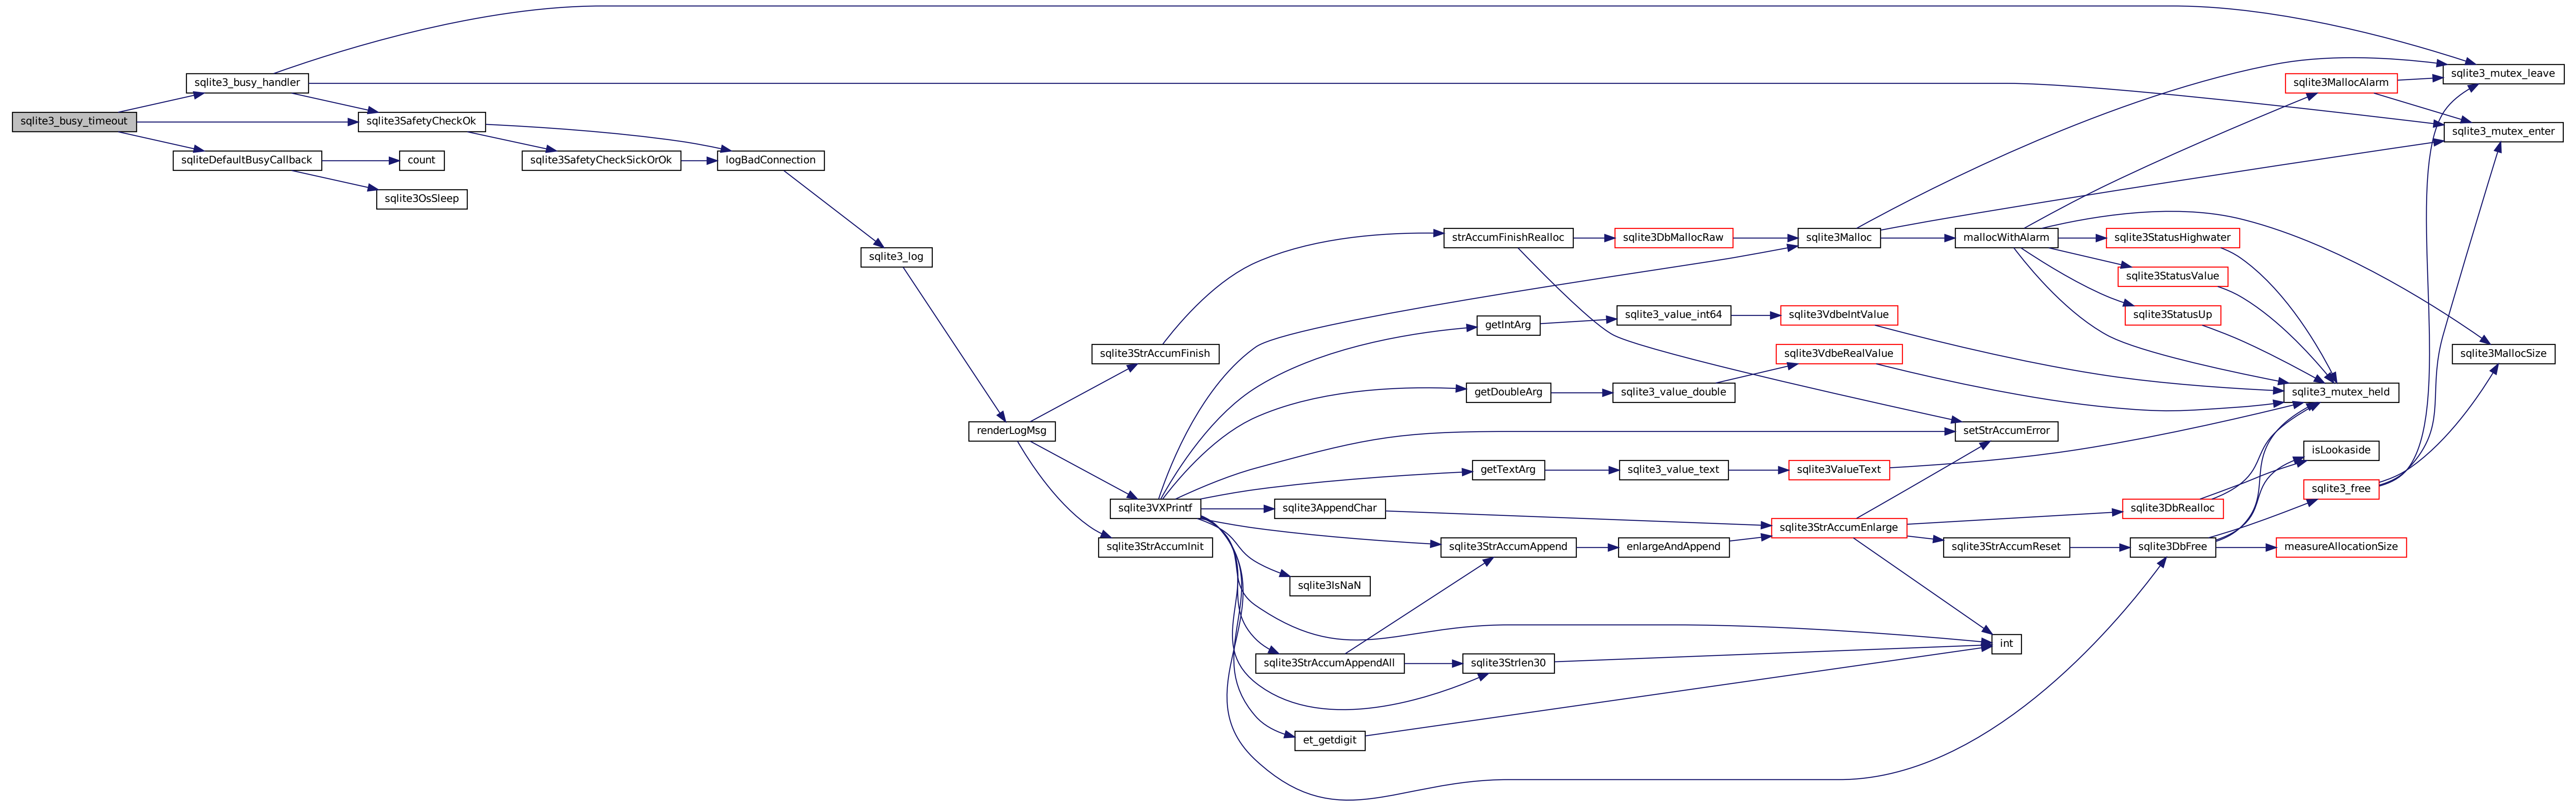 sqlite3_busy_timeout
sqlite3_busy_handler
sqliteDefaultBusyCallback
sqlite3SafetyCheckOk
count
sqlite3OsSleep
sqlite3SafetyCheckSickOrOk
logBadConnection
sqlite3_log
renderLogMsg
sqlite3StrAccumFinish
sqlite3VXPrintf
sqlite3StrAccumInit
sqlite3AppendChar
sqlite3IsNaN
sqlite3StrAccumAppendAll
et_getdigit
strAccumFinishRealloc
getIntArg
getDoubleArg
getTextArg
sqlite3StrAccumAppend
sqlite3Strlen30
sqlite3DbMallocRaw
sqlite3_value_int64
sqlite3_value_double
sqlite3_value_text
enlargeAndAppend
sqlite3Malloc
sqlite3VdbeIntValue
sqlite3VdbeRealValue
sqlite3ValueText
sqlite3StrAccumEnlarge
mallocWithAlarm
setStrAccumError
sqlite3StrAccumReset
int
sqlite3StatusHighwater
sqlite3StatusValue
sqlite3StatusUp
sqlite3DbRealloc
sqlite3DbFree
sqlite3MallocAlarm
sqlite3_mutex_held
isLookaside
sqlite3_free
measureAllocationSize
sqlite3_mutex_leave
sqlite3_mutex_enter
sqlite3MallocSize